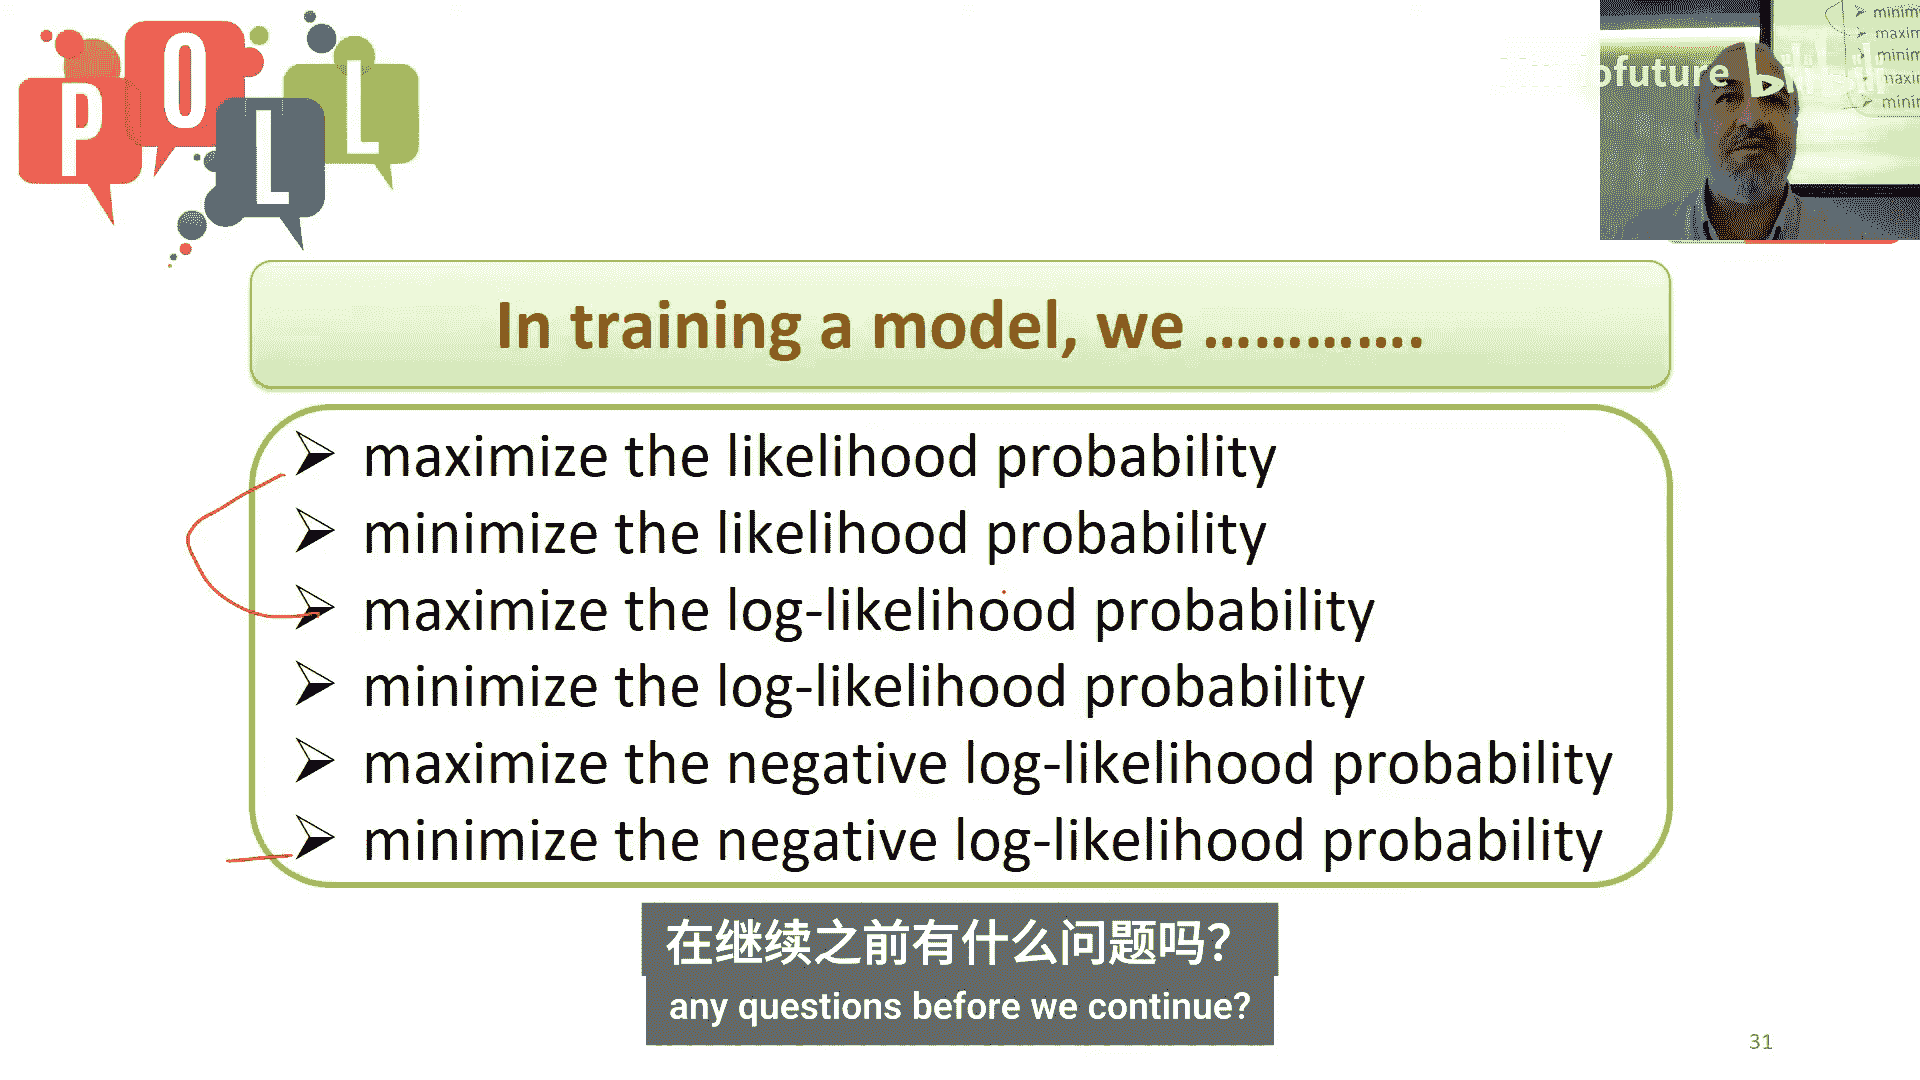 POLL
ofuture bilibili
In training a model, we .............
maximize the likelihood probability
minimize the likelihood probability
maximize the log-likelihood probability
minimize the log-likelihood probability
maximize the negative log-likelihood probability
minimize the negative log-likelihood probability
在继续之前有什么问题吗？
any questions before we continue?
31